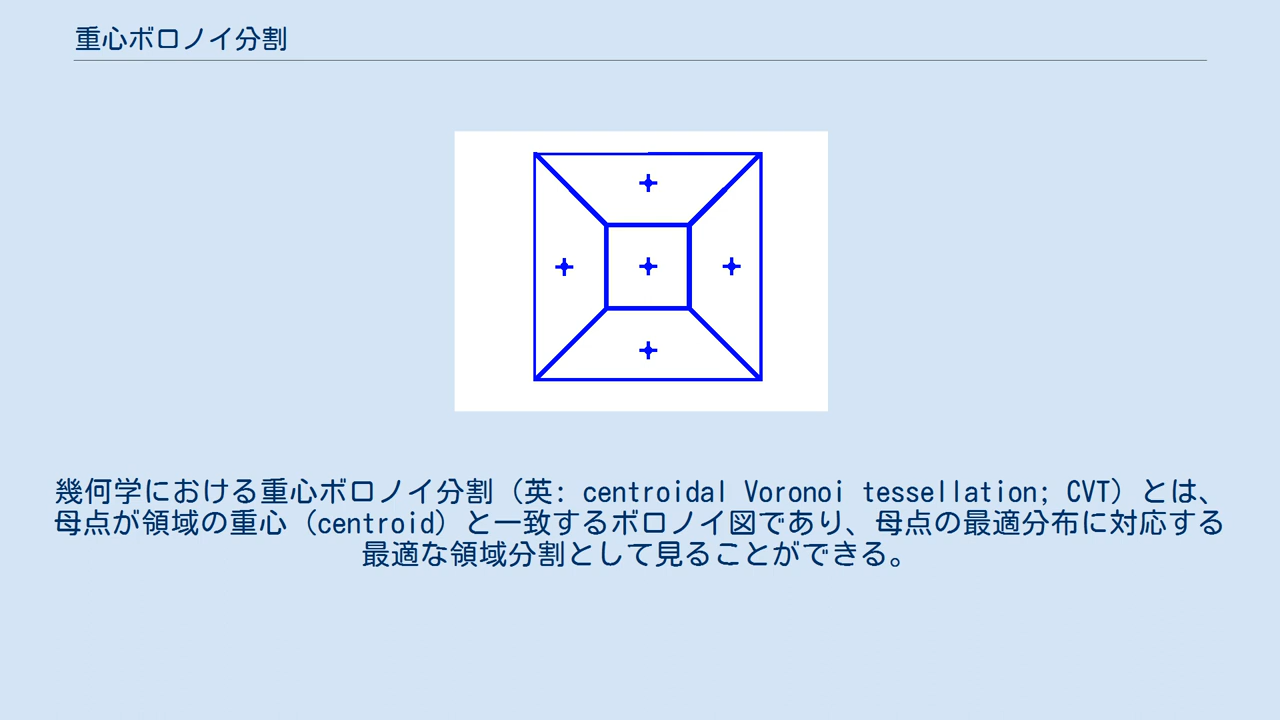 重心ボロノイ分割
幾何学における重心ボロノイ分割（英: centroidal Voronoi tessellation; CVT）とは、
母点が領域の重心（centroid）と一致するボロノイ図であり、母点の最適分布に対応する
最適な領域分割として見ることができる。